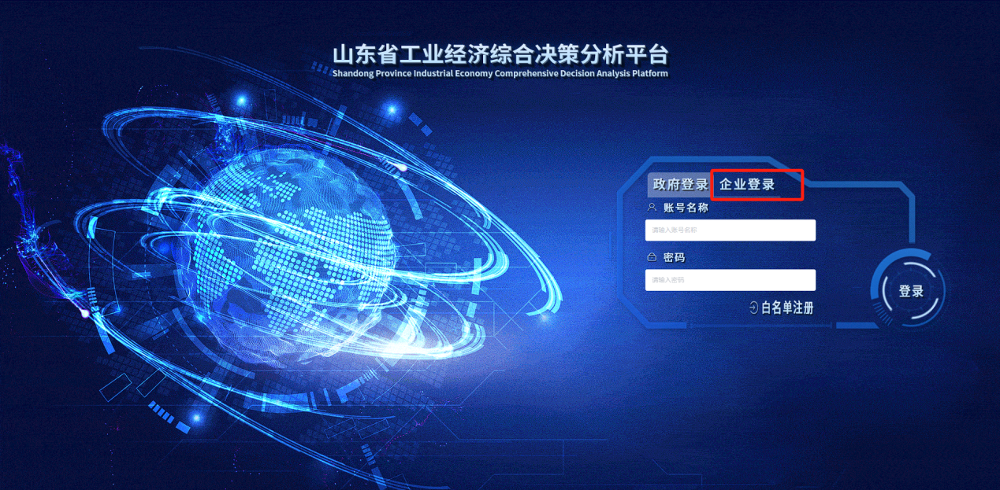 山东省工业经济综合决策分析平台
Shandong Province Industrial Economy Comprehensive Decision Analysis Platform
政府登录 企业登录
账号名称
请输入账号名称
密码
请输入密码
登录
白名单注册